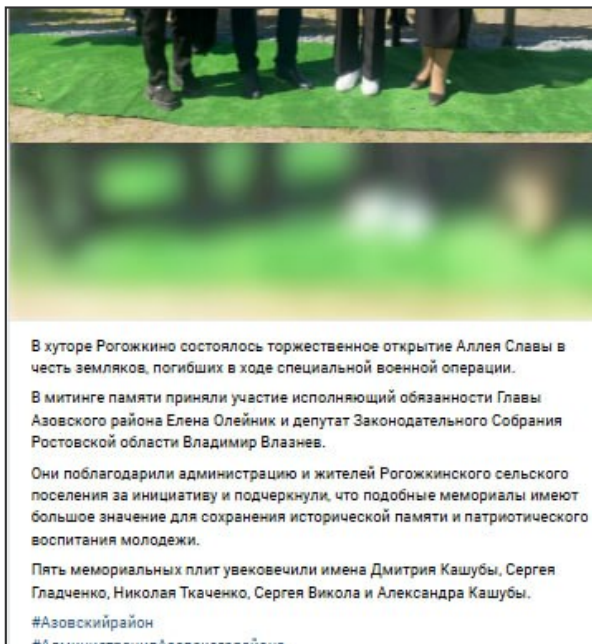 В хуторе Рогожкино состоялось торжественное открытие Аллея Славы в
честь земляков, погибших в ходе специальной военной операции.
В митинге памяти приняли участие исполняющий обязанности Главы
Азовского района Елена Олейник и депутат Законодательного Собрания
Ростовской области Владимир Влазнев.
Они поблагодарили администрацию и жителей Рогожкинского сельского
поселения за инициативу и подчеркнули, что подобные мемориалы имеют
большое значение для сохранения исторической памяти и патриотического
воспитания молодежи.
Пять мемориальных плит увековечили имена Дмитрия Кашубы, Сергея
Гладченко, Николая Ткаченко, Сергея Викола и Александра Кашубы.
#Азовскийрайон
#АдминистрацияАзовскогорайона